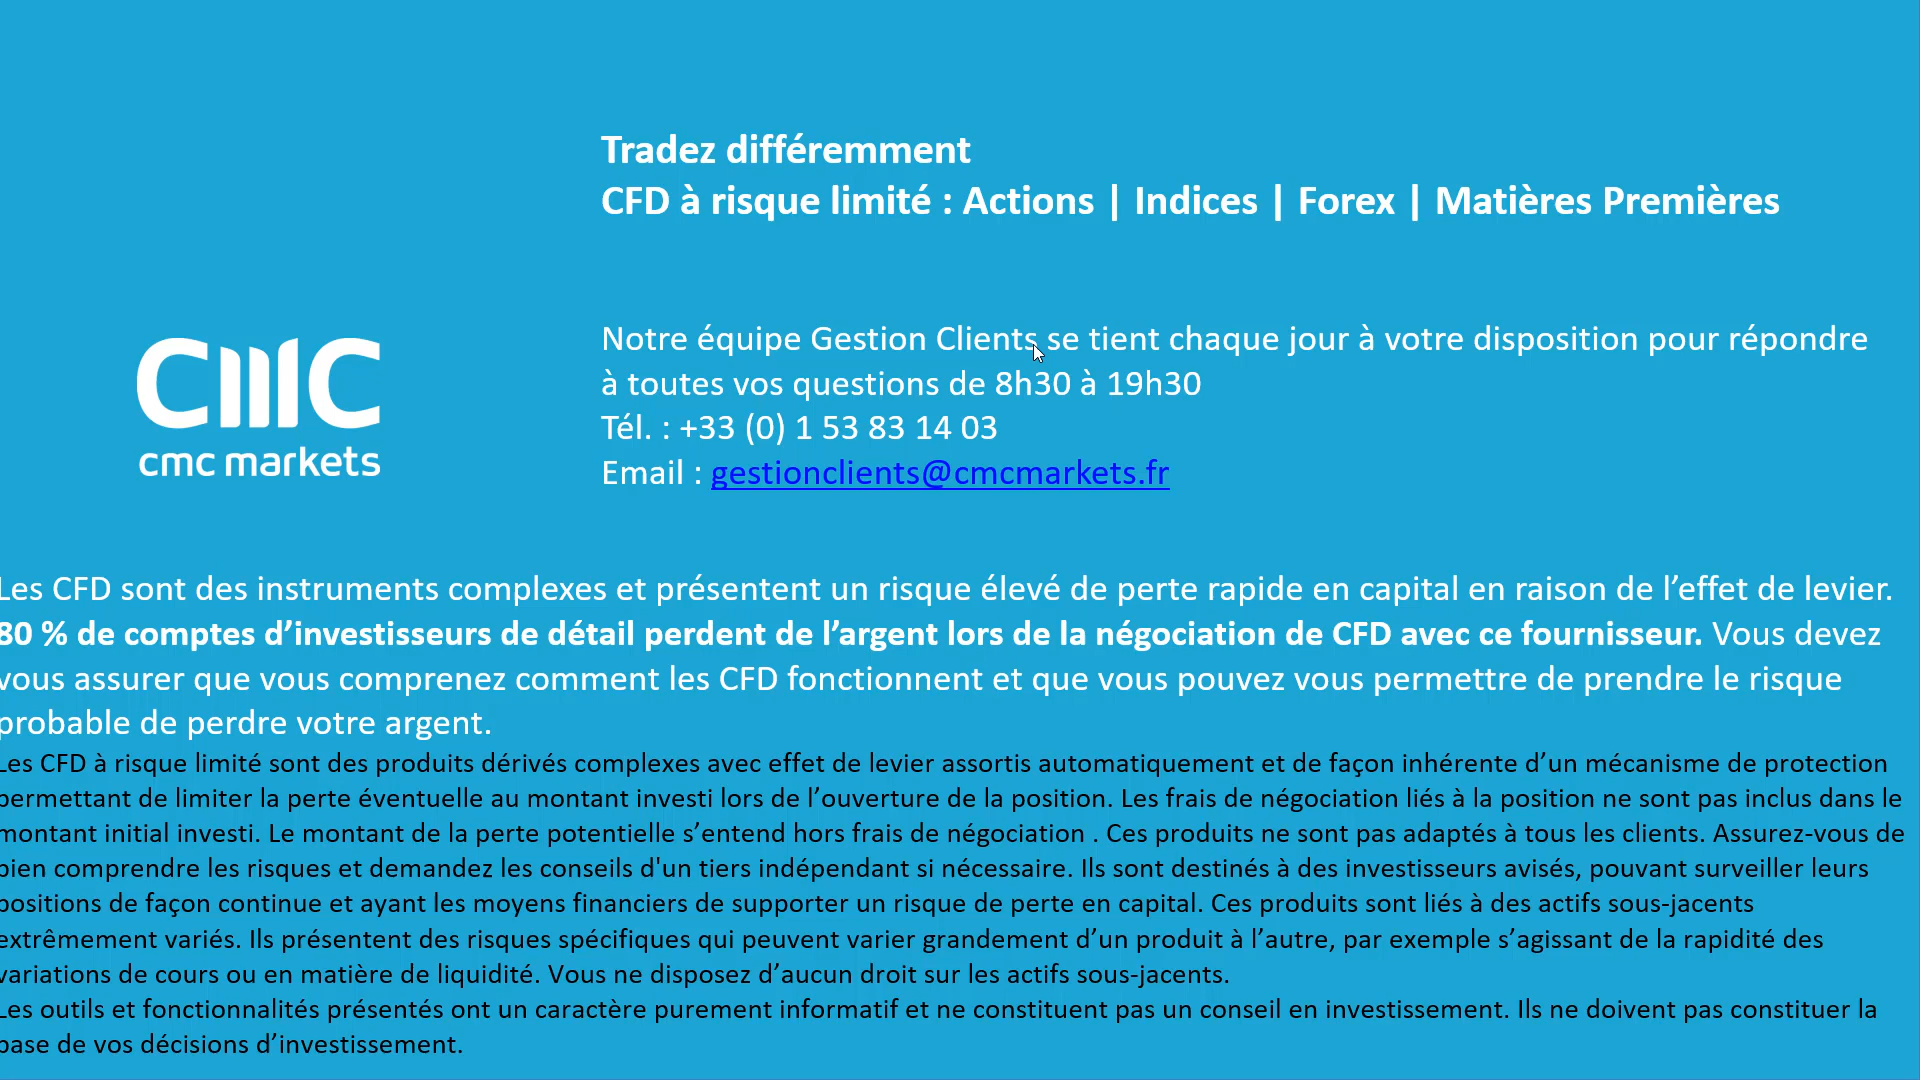 Tradez différemment
CFD à risque limité : Actions | Indices | Forex | Matières Premières
Notre équipe Gestion Clients se tient chaque jour à votre disposition pour répondre
à toutes vos questions de 8h30 à 19h30
Tél. : +33 (0) 1 53 83 14 03
Email : gestionclients@cmcmarkets.fr
CMC
cmc markets
Les CFD sont des instruments complexes et présentent un risque élevé de perte rapide en capital en raison de l’effet de levier.
80 % de comptes d’investisseurs de détail perdent de l’argent lors de la négociation de CFD avec ce fournisseur. Vous devez
vous assurer que vous comprenez comment les CFD fonctionnent et que vous pouvez vous permettre de prendre le risque
probable de perdre votre argent.
Les CFD à risque limité sont des produits dérivés complexes avec effet de levier assortis automatiquement et de façon inhérente d’un mécanisme de protection
permettant de limiter la perte éventuelle au montant investi lors de l’ouverture de la position. Les frais de négociation liés à la position ne sont pas inclus dans le
montant initial investi. Le montant de la perte potentielle s’entend hors frais de négociation . Ces produits ne sont pas adaptés à tous les clients. Assurez-vous de
bien comprendre les risques et demandez les conseils d'un tiers indépendant si nécessaire. Ils sont destinés à des investisseurs avisés, pouvant surveiller leurs
positions de façon continue et ayant les moyens financiers de supporter un risque de perte en capital. Ces produits sont liés à des actifs sous-jacents
extrêmement variés. Ils présentent des risques spécifiques qui peuvent varier grandement d’un produit à l’autre, par exemple s’agissant de la rapidité des
variations de cours ou en matière de liquidité. Vous ne disposez d’aucun droit sur les actifs sous-jacents.
Les outils et fonctionnalités présentés ont un caractère purement informatif et ne constituent pas un conseil en investissement. Ils ne doivent pas constituer la
base de vos décisions d’investissement.